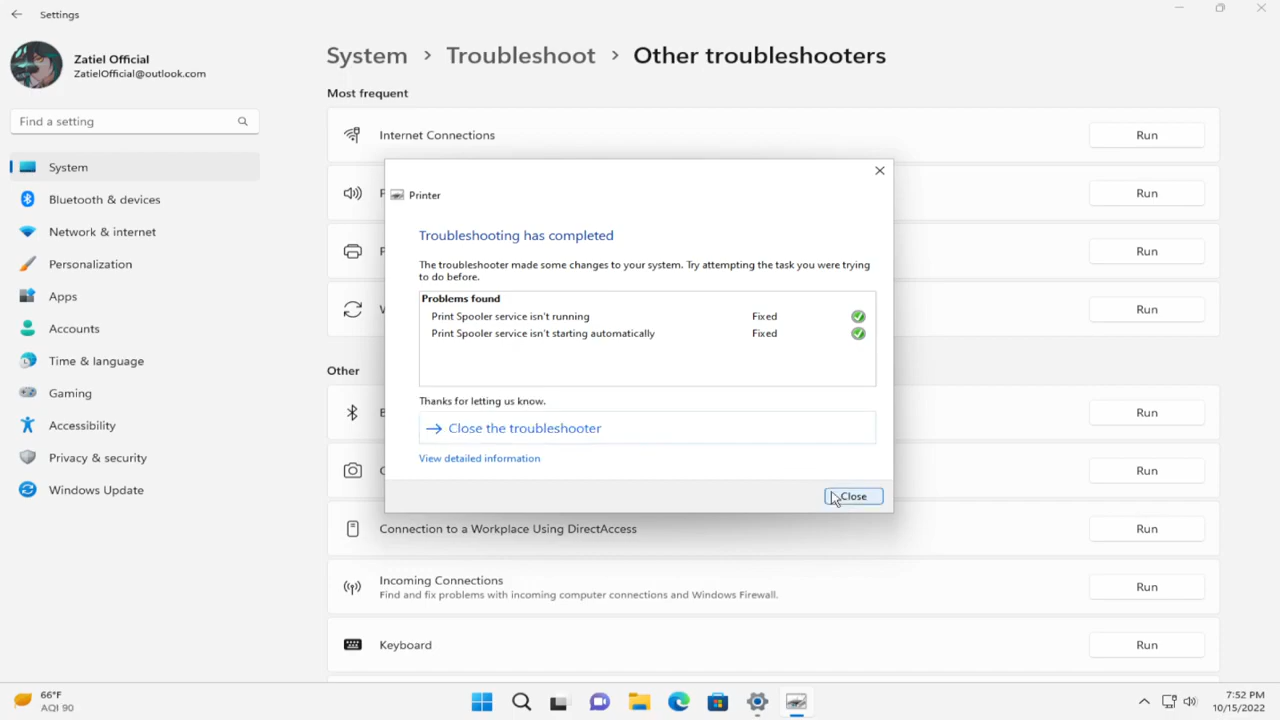 Settings
Zatiel Official
ZatielOfficial@outlook.com
Find a setting
System
Bluetooth & devices
Network & internet
Personalization
Apps
Accounts
Time & language
Gaming
Accessibility
Privacy & security
Windows Update
System > Troubleshoot > Other troubleshooters
Most frequent
Internet Connections
Run
Run
Run
Run
Printer
Troubleshooting has completed
The troubleshooter made some changes to your system. Try attempting the task you were trying
to do before.
Problems found
Print Spooler service isn't running Fixed
Print Spooler service isn't starting automatically Fixed
Thanks for letting us know.
Close the troubleshooter
View detailed information
Close
Other
Run
Run
Connection to a Workplace Using DirectAccess
Run
Incoming Connections
Find and fix problems with incoming computer connections and Windows Firewall.
Run
Keyboard
Run
66°F
AQI 90
7:52 PM
10/15/2022